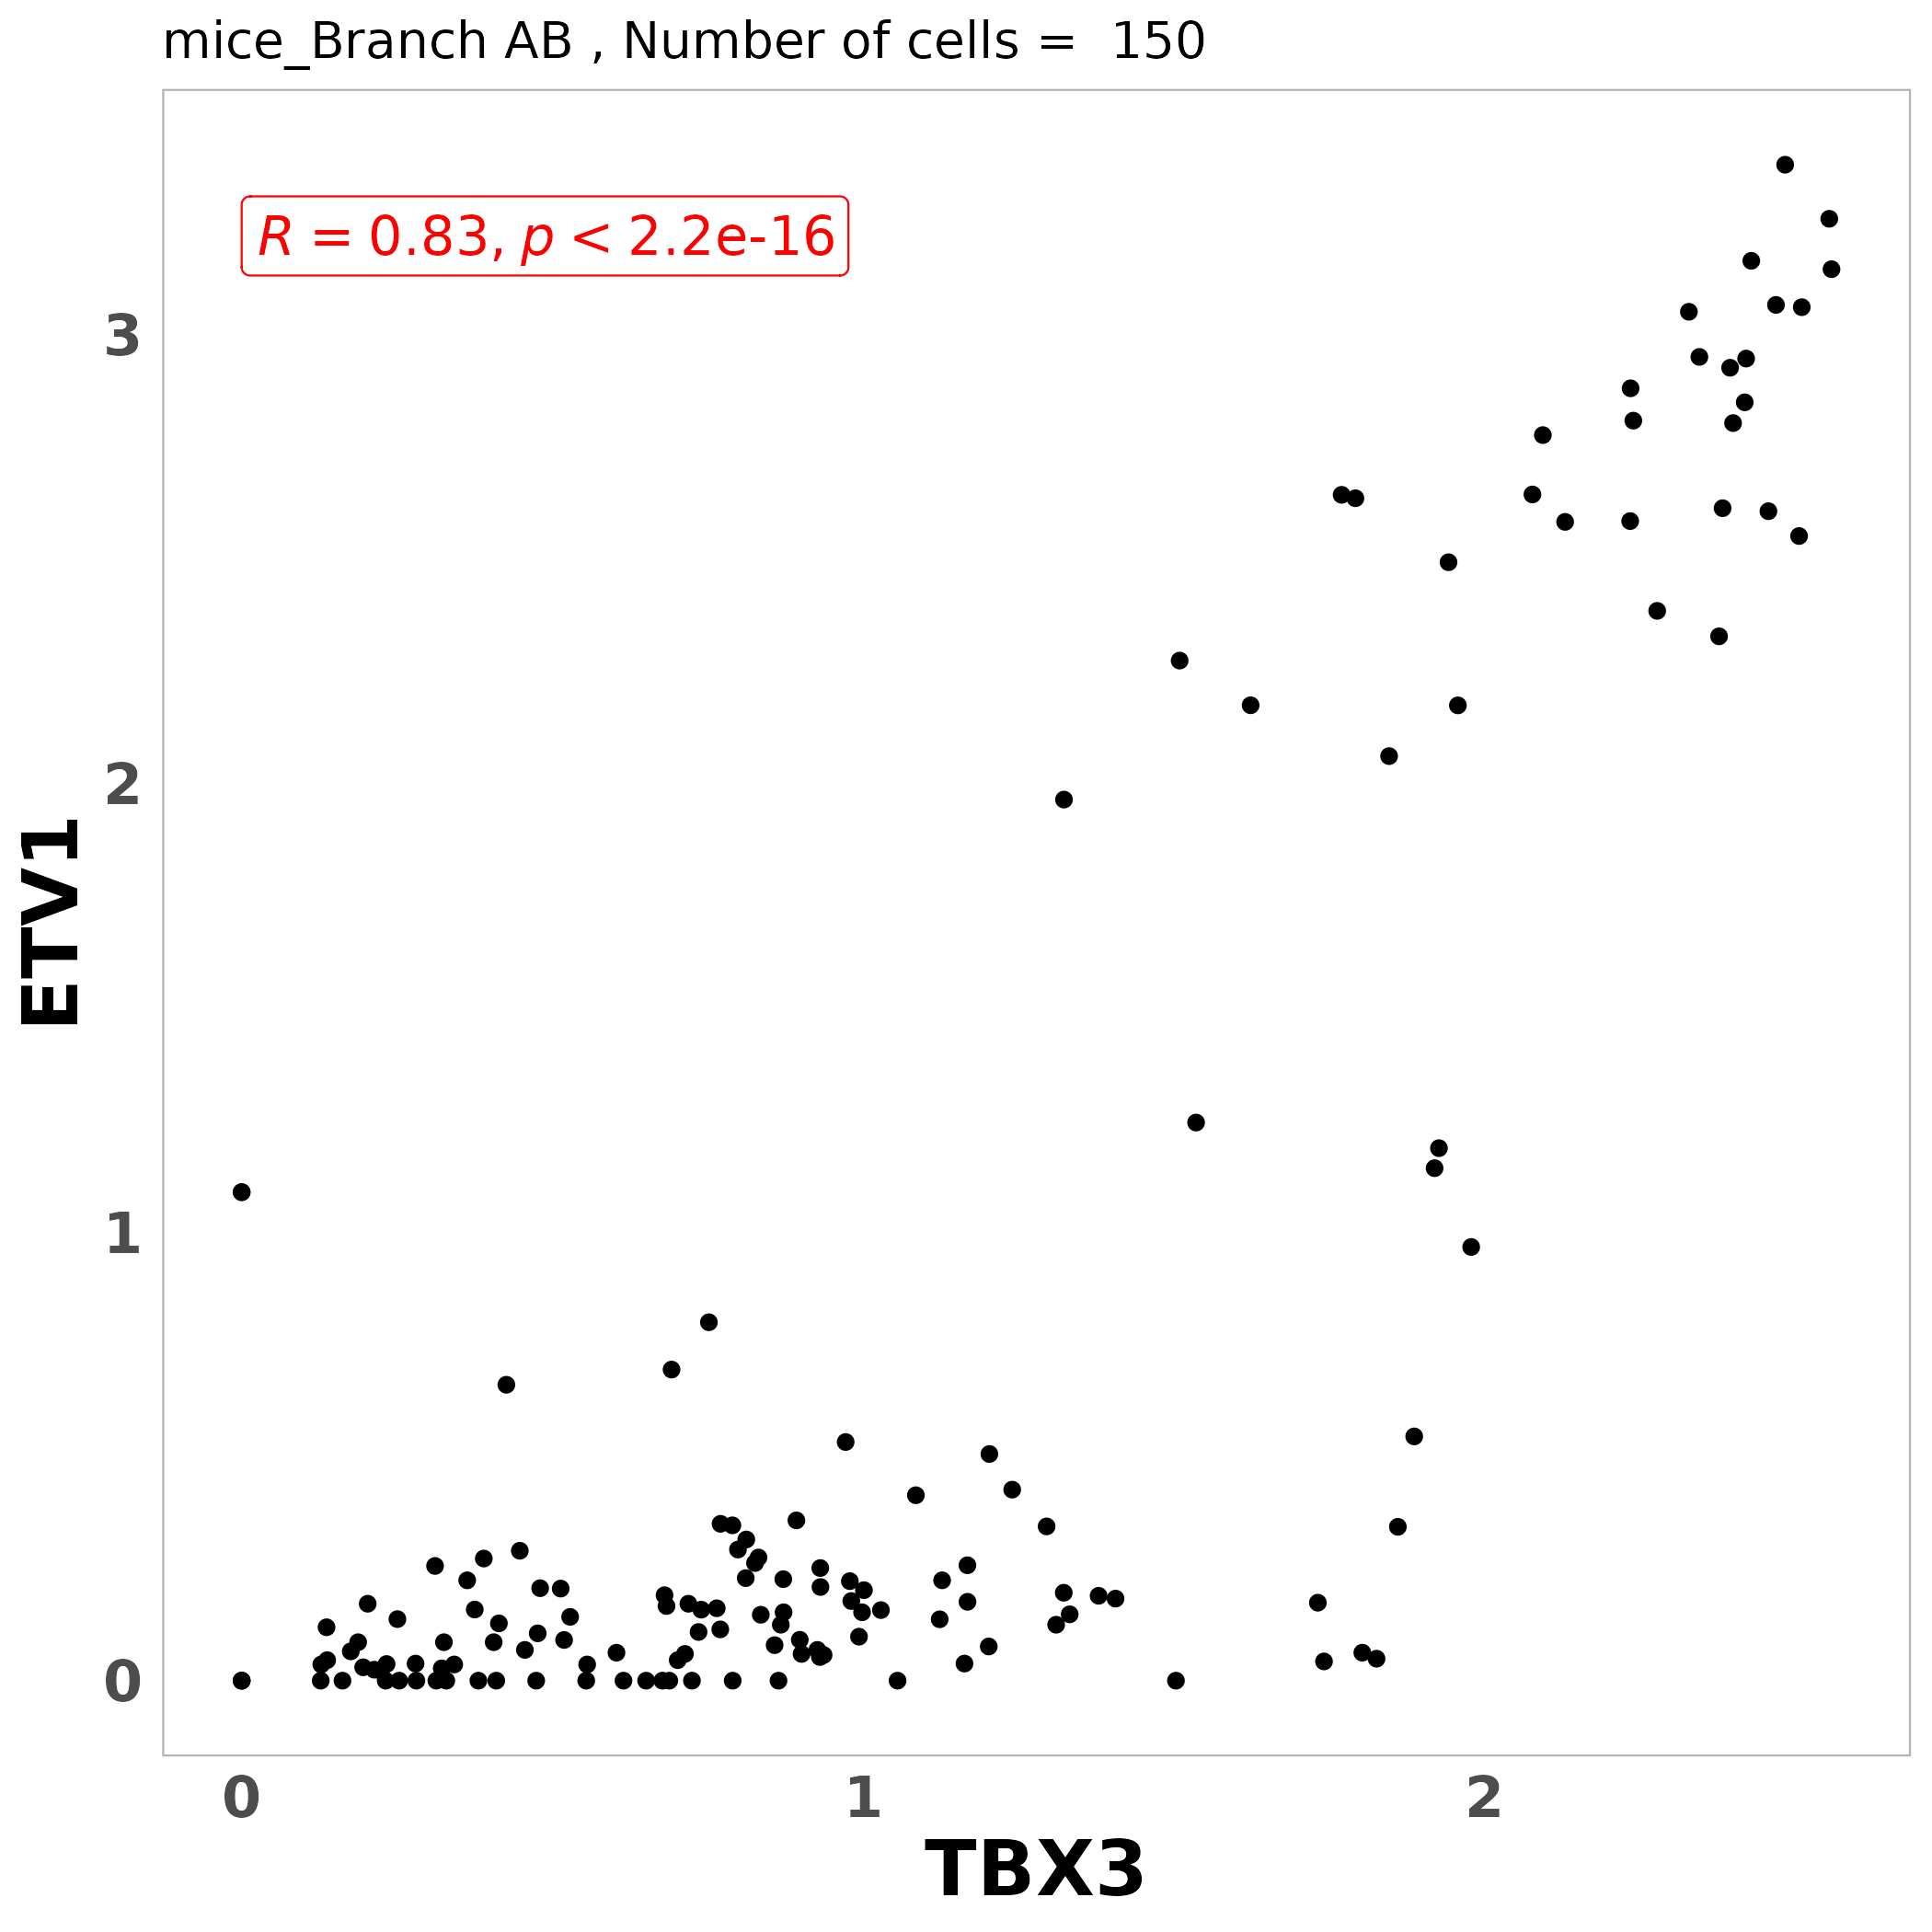 mice_Branch AB , Number of cells =  150
R = 0.83, p < 2.2e-16
3
2
1
0
ETV1
0 1 2
TBX3